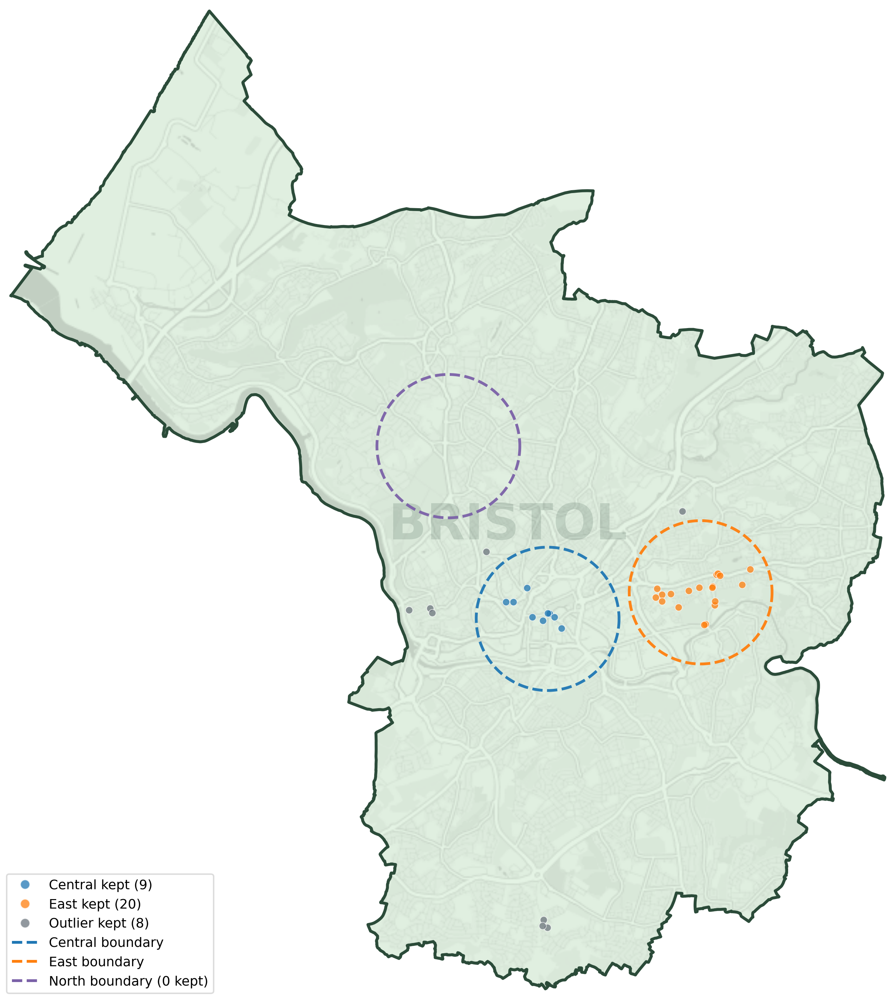 BRISTOL
Central kept (9)
East kept (20)
Outlier kept (8)
Central boundary
East boundary
North boundary (0 kept)